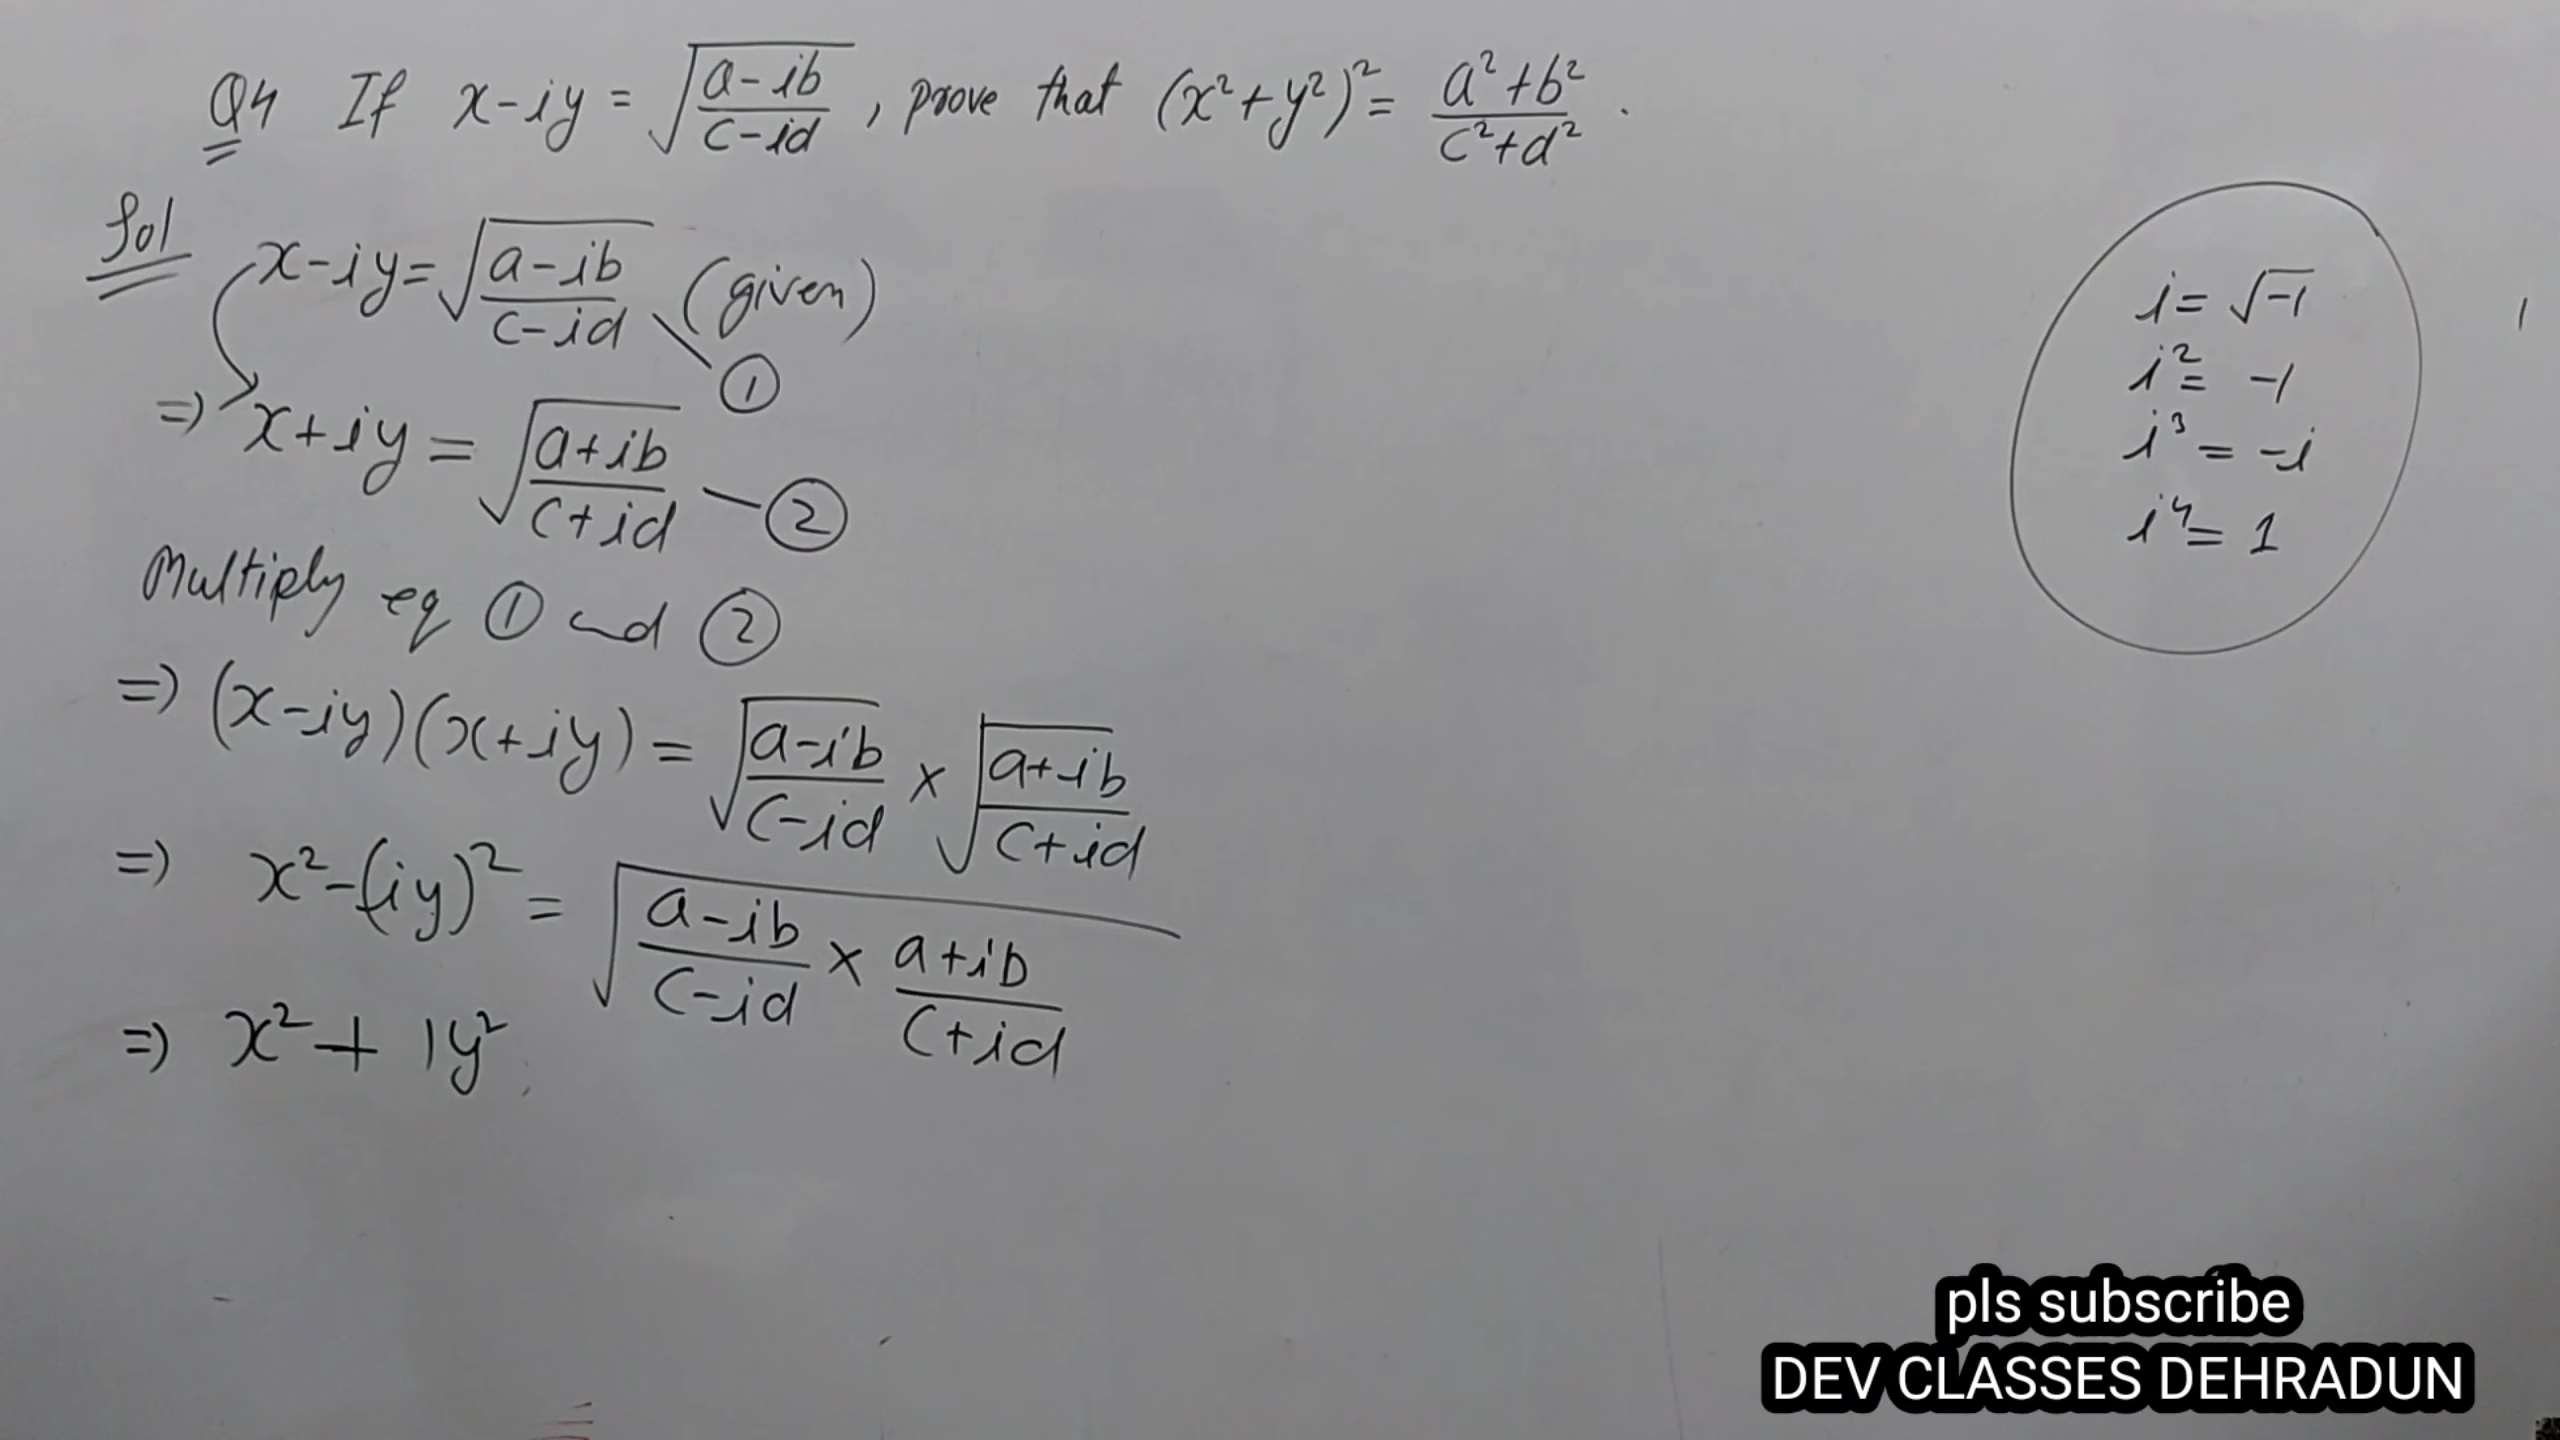 Q4 If x-iy = √(a-ib / c-id) , prove that (x²+y²)² = a²+b² / c²+d² .
Sol x-iy = √(a-ib / c-id) (given) ①
=> x+iy = √(a+ib / c+id) — ②
Multiply eq ① and ②
=> (x-iy)(x+iy) = √(a-ib / c-id) × √(a+ib / c+id)
=> x²-(iy)² = √(a-ib / c-id × a+ib / c+id)
=> x²+ 1y²
i = √-1
i² = -1
i³ = -i
i⁴ = 1
pls subscribe
DEV CLASSES DEHRADUN